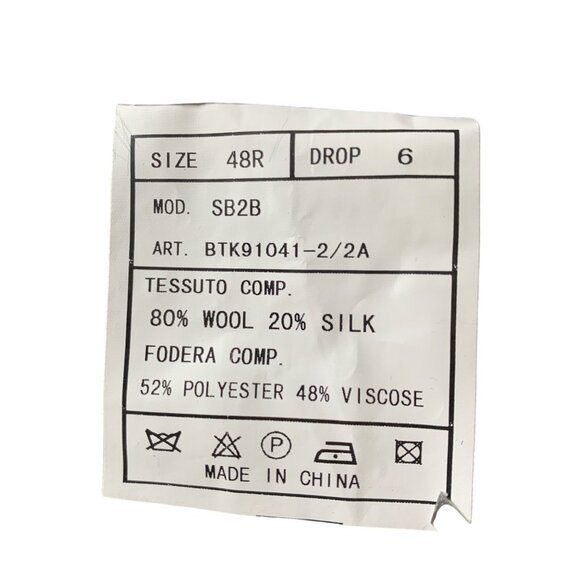 SIZE 48R DROP 6
MOD. SB2B
ART. BTK91041-2/2A
TESSUTO COMP.
80% WOOL 20% SILK
FODERA COMP.
52% POLYESTER 48% VISCOSE
P
MADE IN CHINA